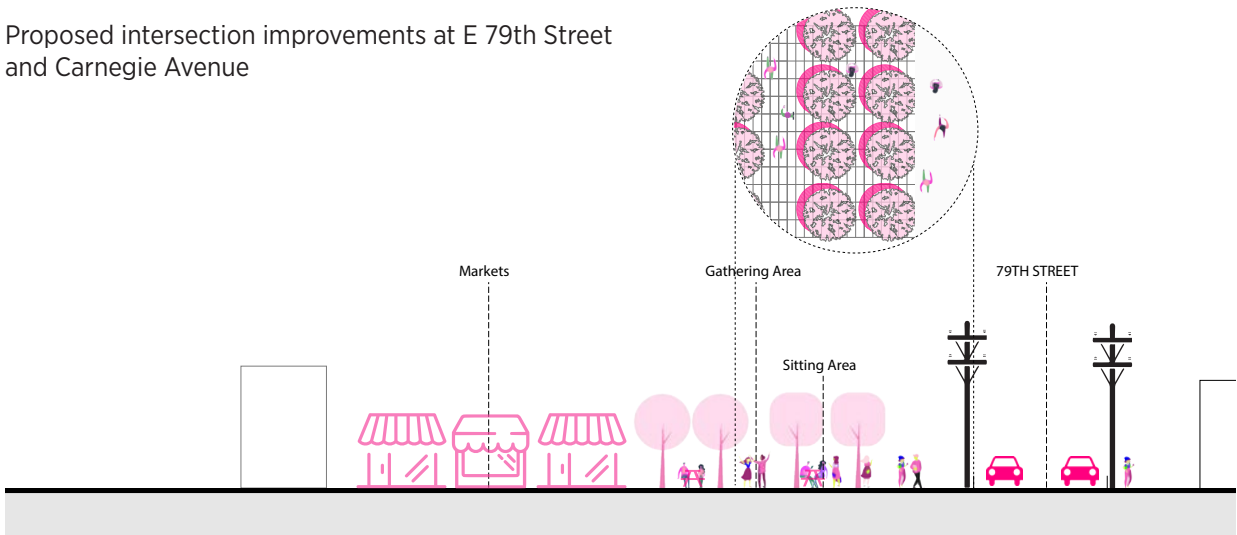 Proposed intersection improvements at E 79th Street
and Carnegie Avenue
Markets
Gathering Area
79TH STREET
Sitting Area